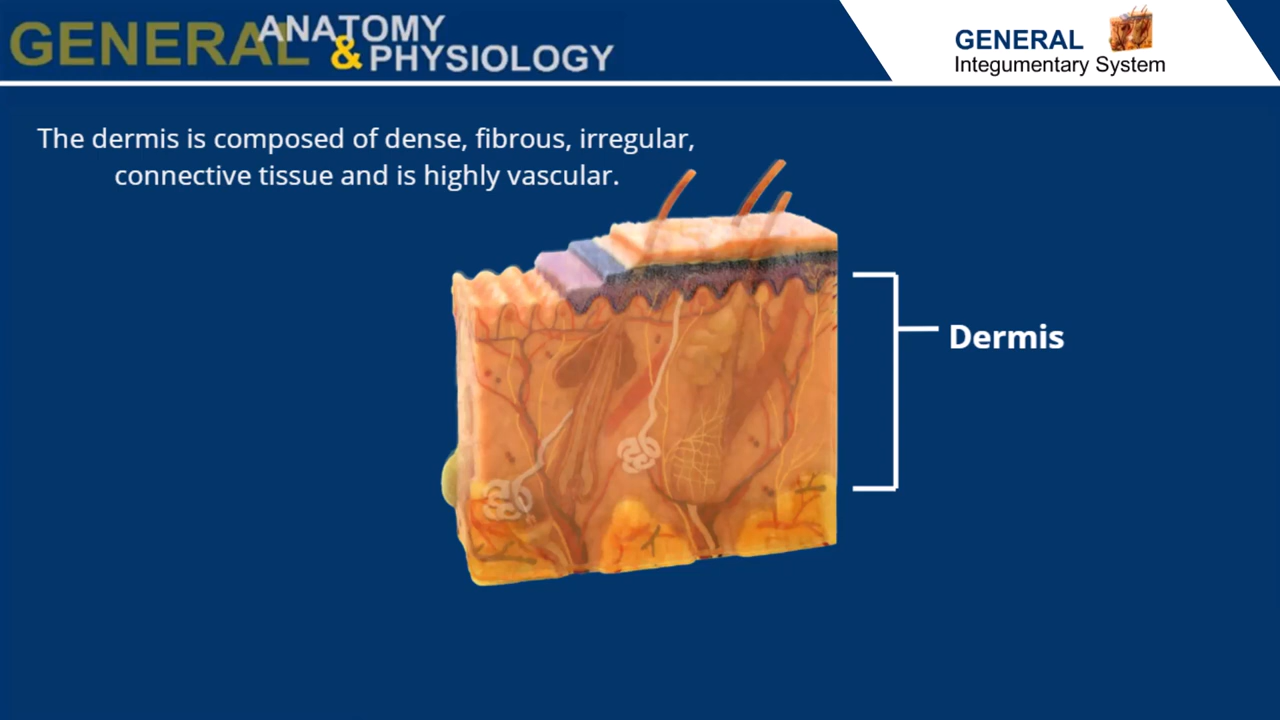 GENERAL ANATOMY
& PHYSIOLOGY
GENERAL
Integumentary System
The dermis is composed of dense, fibrous, irregular,
connective tissue and is highly vascular.
Dermis